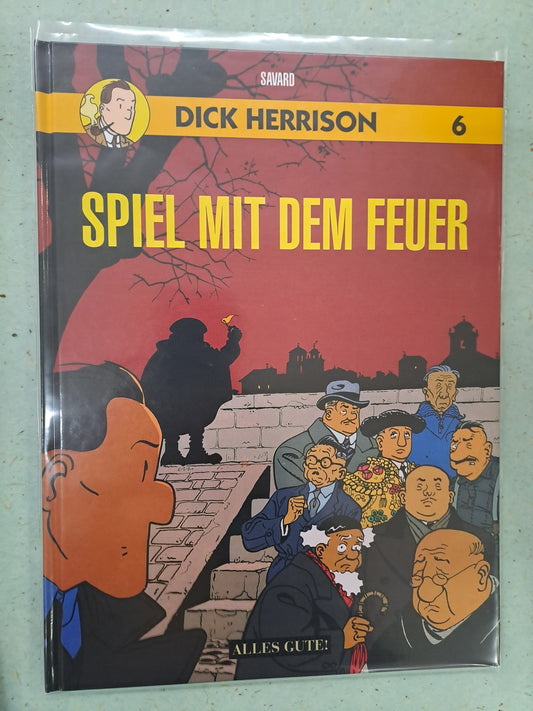 SAVARD
DICK HERRISON 6
SPIEL MIT DEM FEUER
ALLES GUTE!